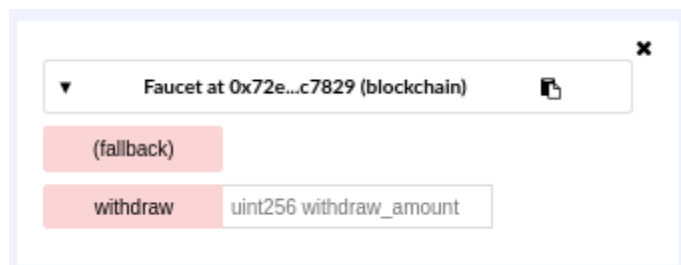 Faucet at 0x72e...c7829 (blockchain)
(fallback)
withdraw uint256 withdraw_amount